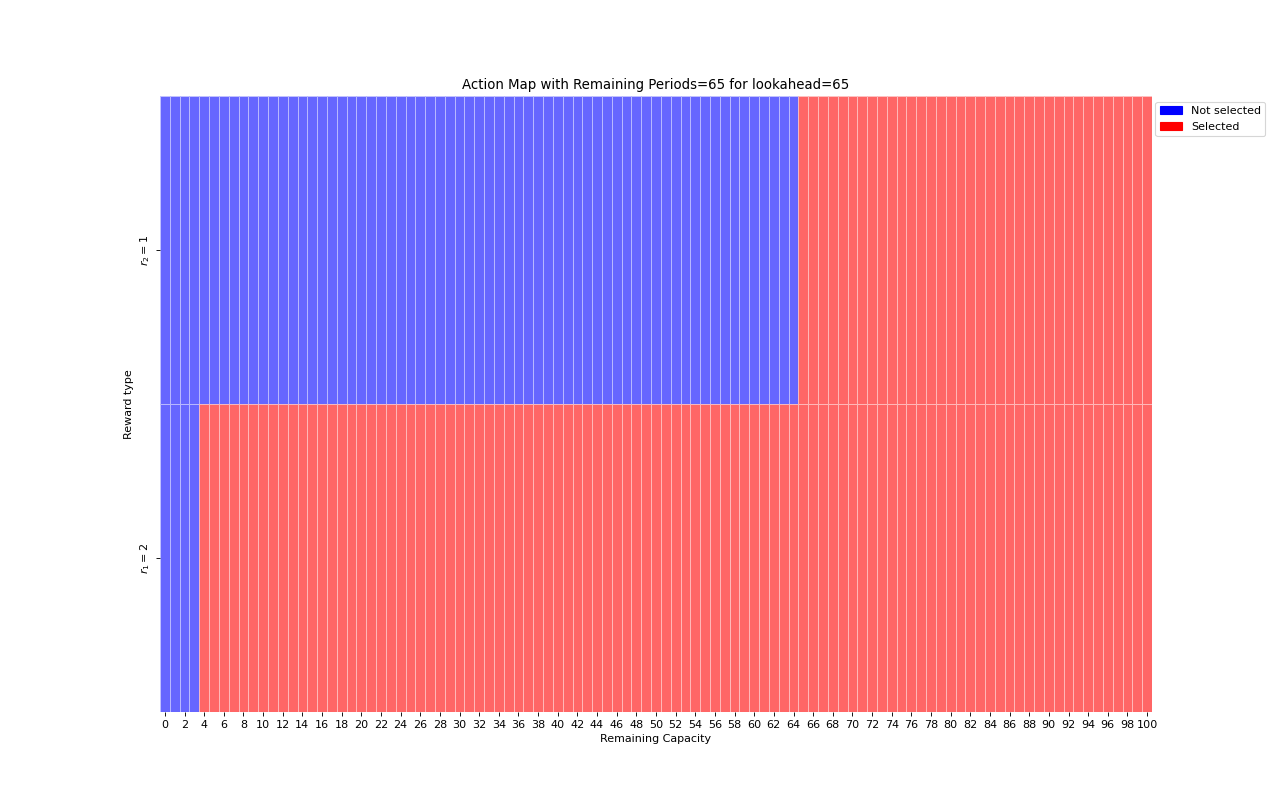 Action Map with Remaining Periods=65 for lookahead=65
Not selected
Selected
r₂ = 1
Reward type
r₁ = 2
0 2 4 6 8 10 12 14 16 18 20 22 24 26 28 30 32 34 36 38 40 42 44 46 48 50 52 54 56 58 60 62 64 66 68 70 72 74 76 78 80 82 84 86 88 90 92 94 96 98 100
Remaining Capacity